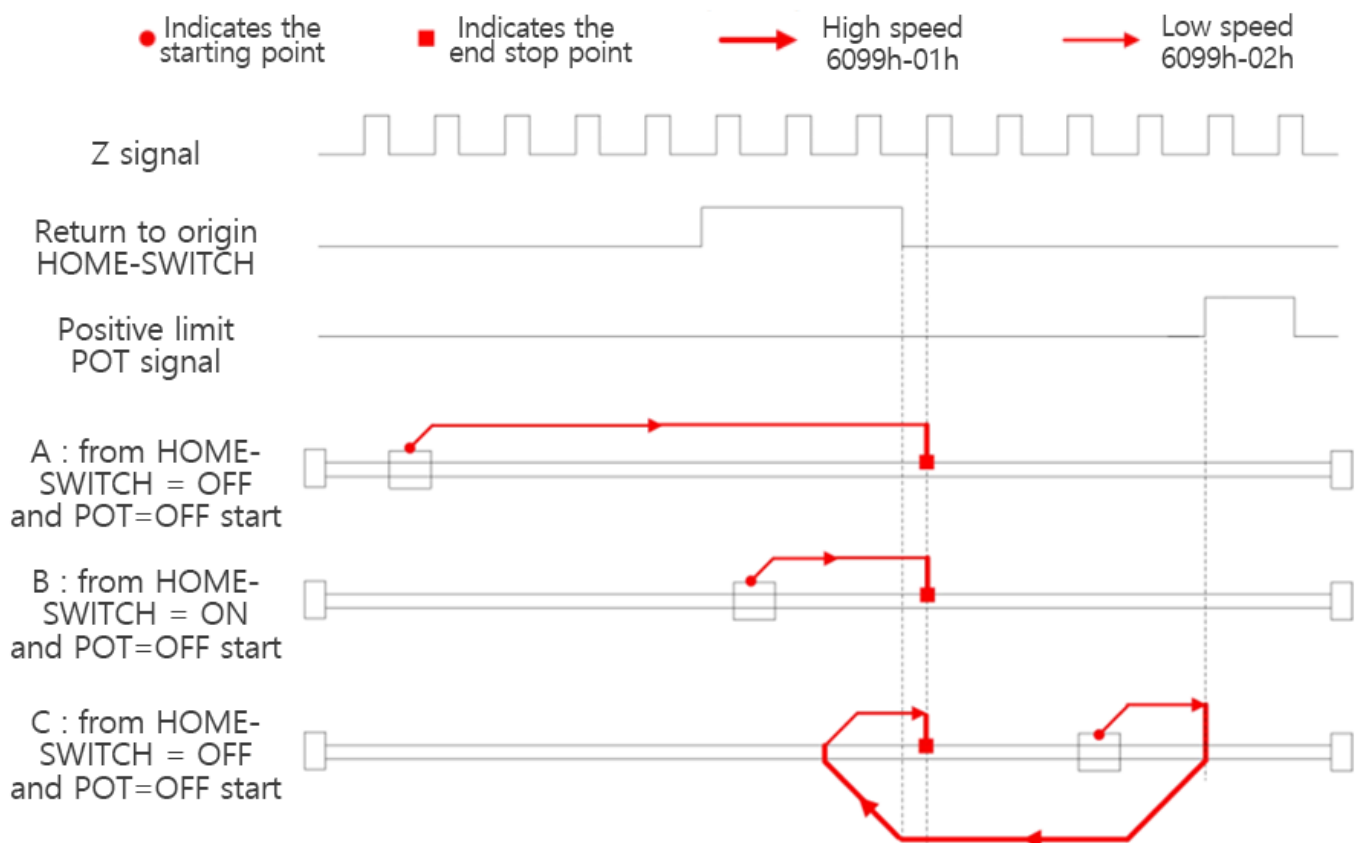 Indicates the
starting point
Indicates the
end stop point
High speed
6099h-01h
Low speed
6099h-02h
Z signal
Return to origin
HOME-SWITCH
Positive limit
POT signal
A : from HOME-
SWITCH = OFF
and POT=OFF start
B : from HOME-
SWITCH = ON
and POT=OFF start
C : from HOME-
SWITCH = OFF
and POT=OFF start